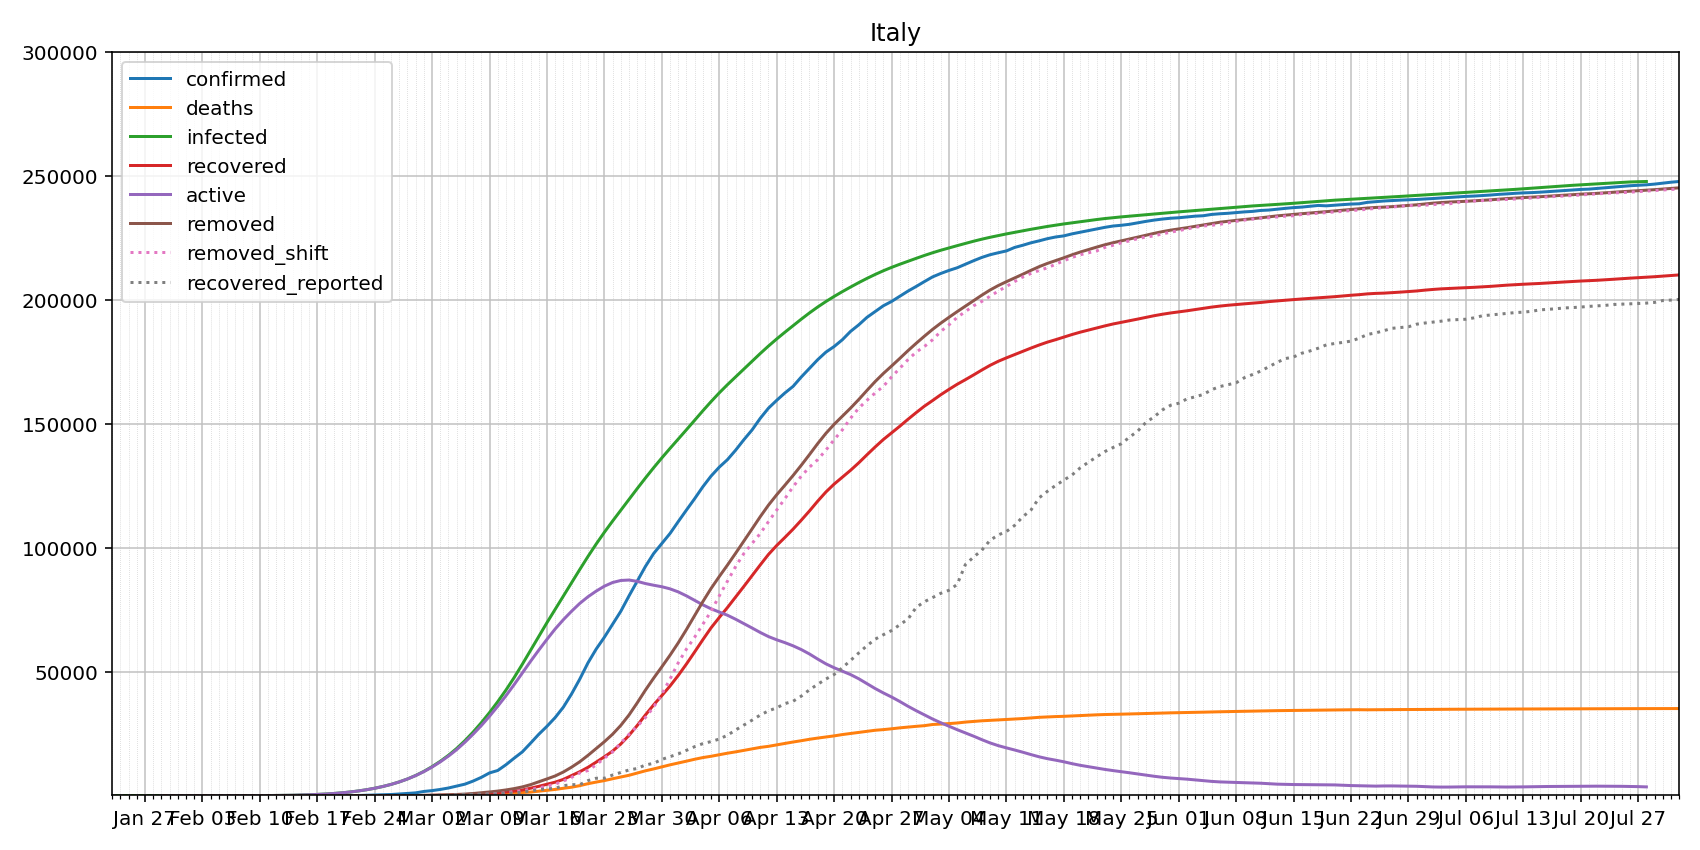 Italy
300000
250000
200000
150000
100000
50000
confirmed
deaths
infected
recovered
active
removed
removed_shift
recovered_reported
Jan 27 Feb 03 Feb 10 Feb 17 Feb 24 Mar 02 Mar 09 Mar 16 Mar 23 Mar 30 Apr 06 Apr 13 Apr 20 Apr 27 May 04 May 11 May 18 May 25 Jun 01 Jun 08 Jun 15 Jun 22 Jun 29 Jul 06 Jul 13 Jul 20 Jul 27